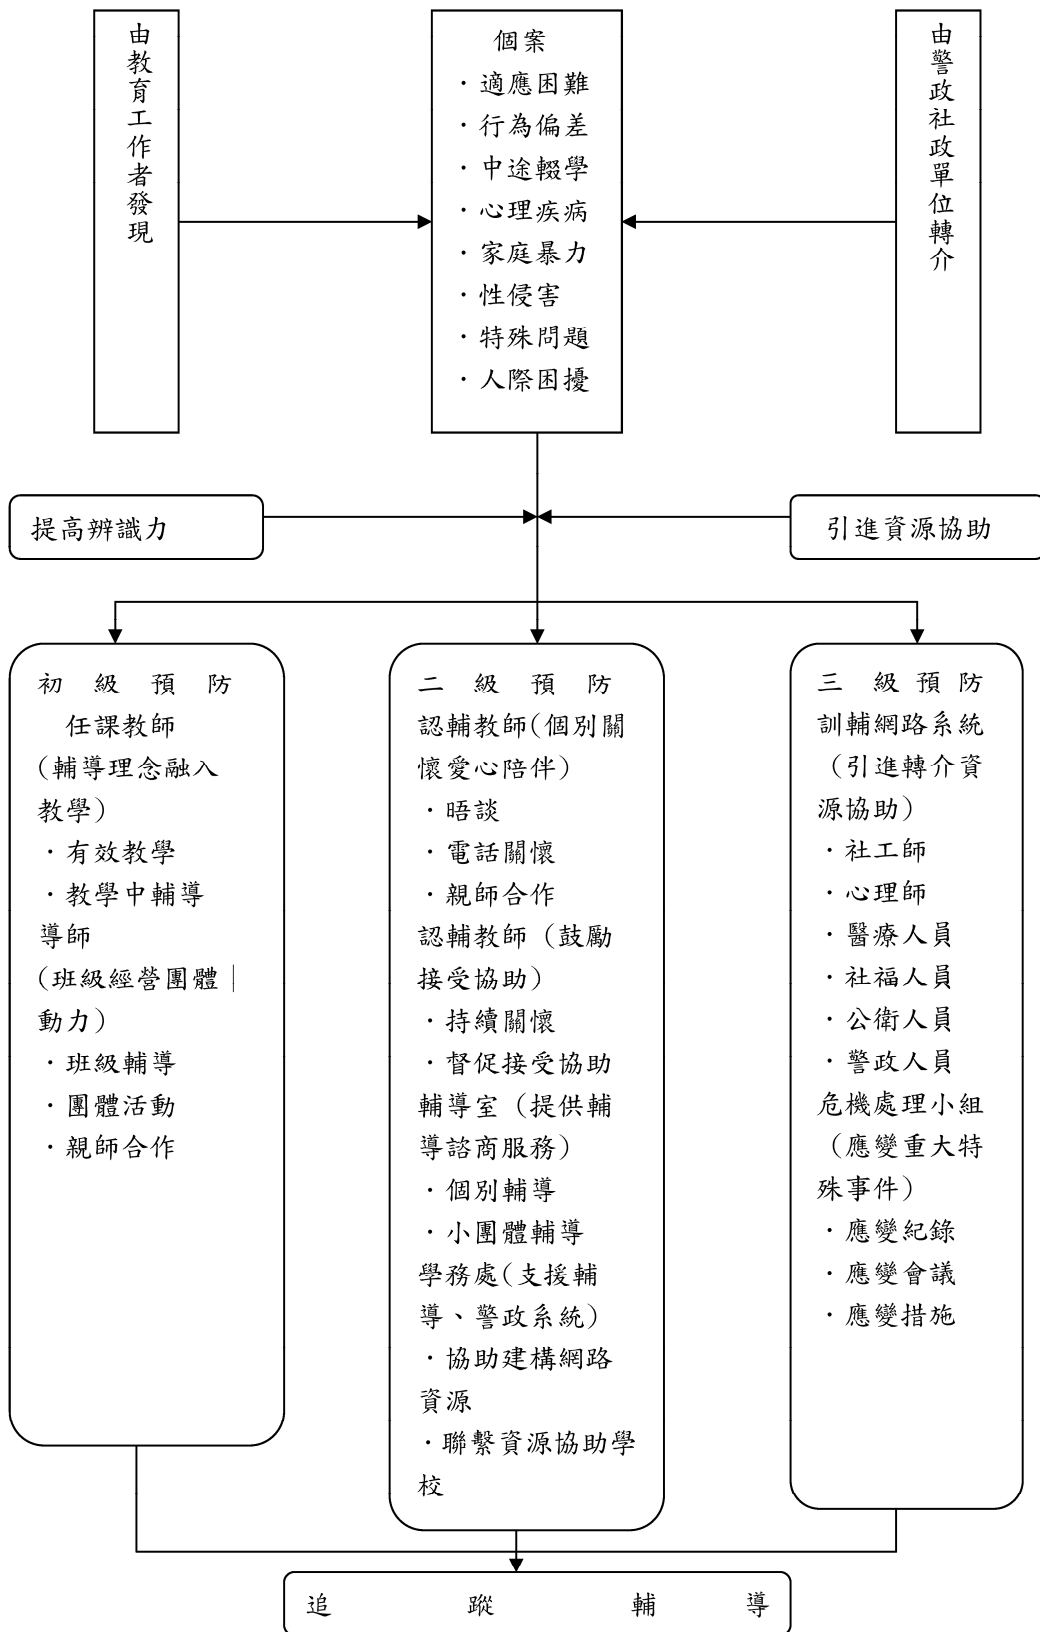 由教育工作者發現
個案
．適應困難
．行為偏差
．中途輟學
．心理疾病
．家庭暴力
．性侵害
．特殊問題
．人際困擾
由警政社政單位轉介
提高辨識力
引進資源協助
初級預防
任課教師
(輔導理念融入
教學)
．有效教學
．教學中輔導
導師
(班級經營團體｜
動力)
．班級輔導
．團體活動
．親師合作
二級預防
認輔教師(個別關
懷愛心陪伴)
．晤談
．電話關懷
．親師合作
認輔教師（鼓勵
接受協助）
．持續關懷
．督促接受協助
輔導室（提供輔
導諮商服務）
．個別輔導
．小團體輔導
學務處(支援輔
導、警政系統)
．協助建構網路
資源
．聯繫資源協助學
校
三級預防
訓輔網路系統
（引進轉介資
源協助）
．社工師
．心理師
．醫療人員
．社福人員
．公衛人員
．警政人員
危機處理小組
（應變重大特
殊事件）
．應變紀錄
．應變會議
．應變措施
追蹤輔導